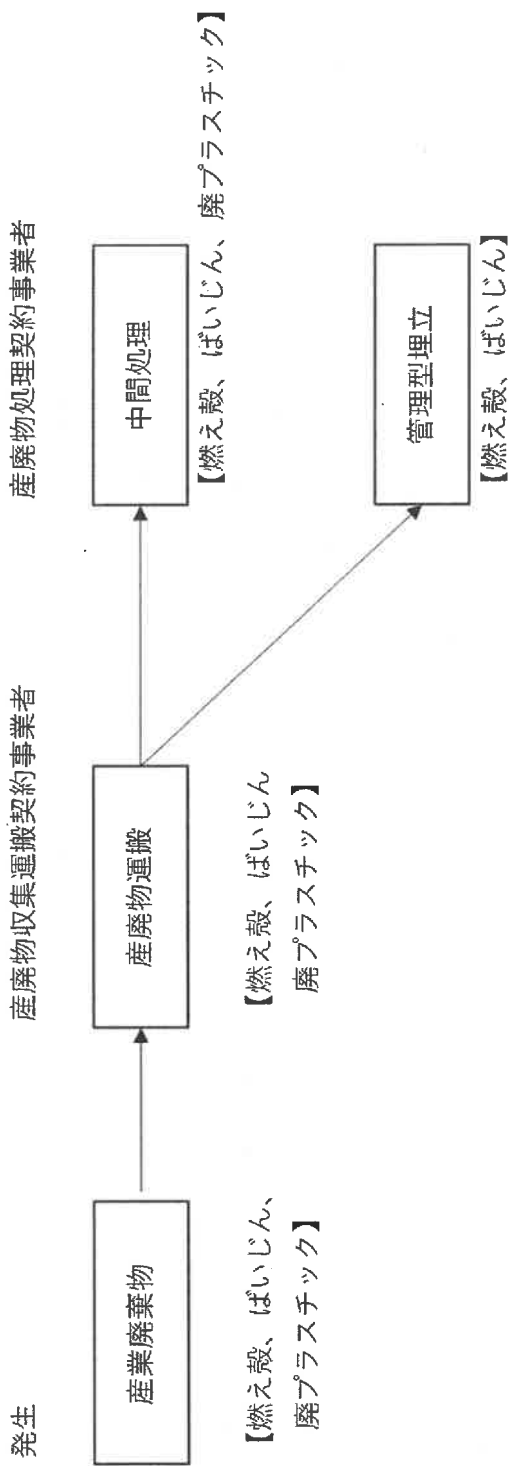 発生
産業廃棄物
【燃え殻、ばいじん、
廃プラスチック】
産廃物収集運搬契約事業者
産廃物運搬
【燃え殻、ばいじん
廃プラスチック】
産廃物処理契約事業者
中間処理
【燃え殻、ばいじん、廃プラスチック】
管理型埋立
【燃え殻、ばいじん】